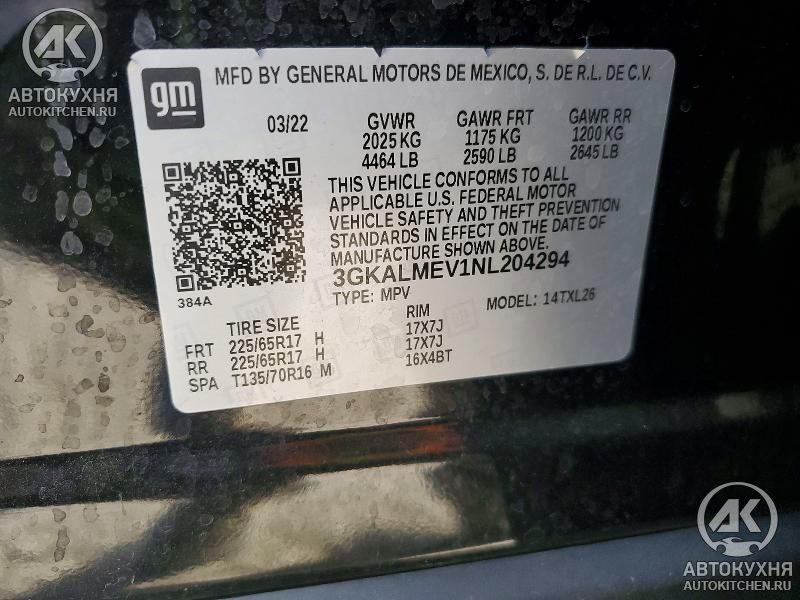 AK
АВТОКУХНЯ
AUTOKITCHEN.RU
gm
MFD BY GENERAL MOTORS DE MEXICO, S. DE R.L. DE C.V.
03/22 GVWR GAWR FRT GAWR RR
2025 KG 1175 KG 1200 KG
4464 LB 2590 LB 2645 LB
THIS VEHICLE CONFORMS TO ALL
APPLICABLE U.S. FEDERAL MOTOR
VEHICLE SAFETY AND THEFT PREVENTION
STANDARDS IN EFFECT ON THE DATE OF
MANUFACTURE SHOWN ABOVE.
3GKALMEV1NL204294
384A
TYPE: MPV MODEL: 14TXL26
TIRE SIZE RIM
FRT 225/65R17 H 17X7J
RR 225/65R17 H 17X7J
SPA T135/70R16 M 16X4BT
AK
АВТОКУХНЯ
AUTOKITCHEN.RU